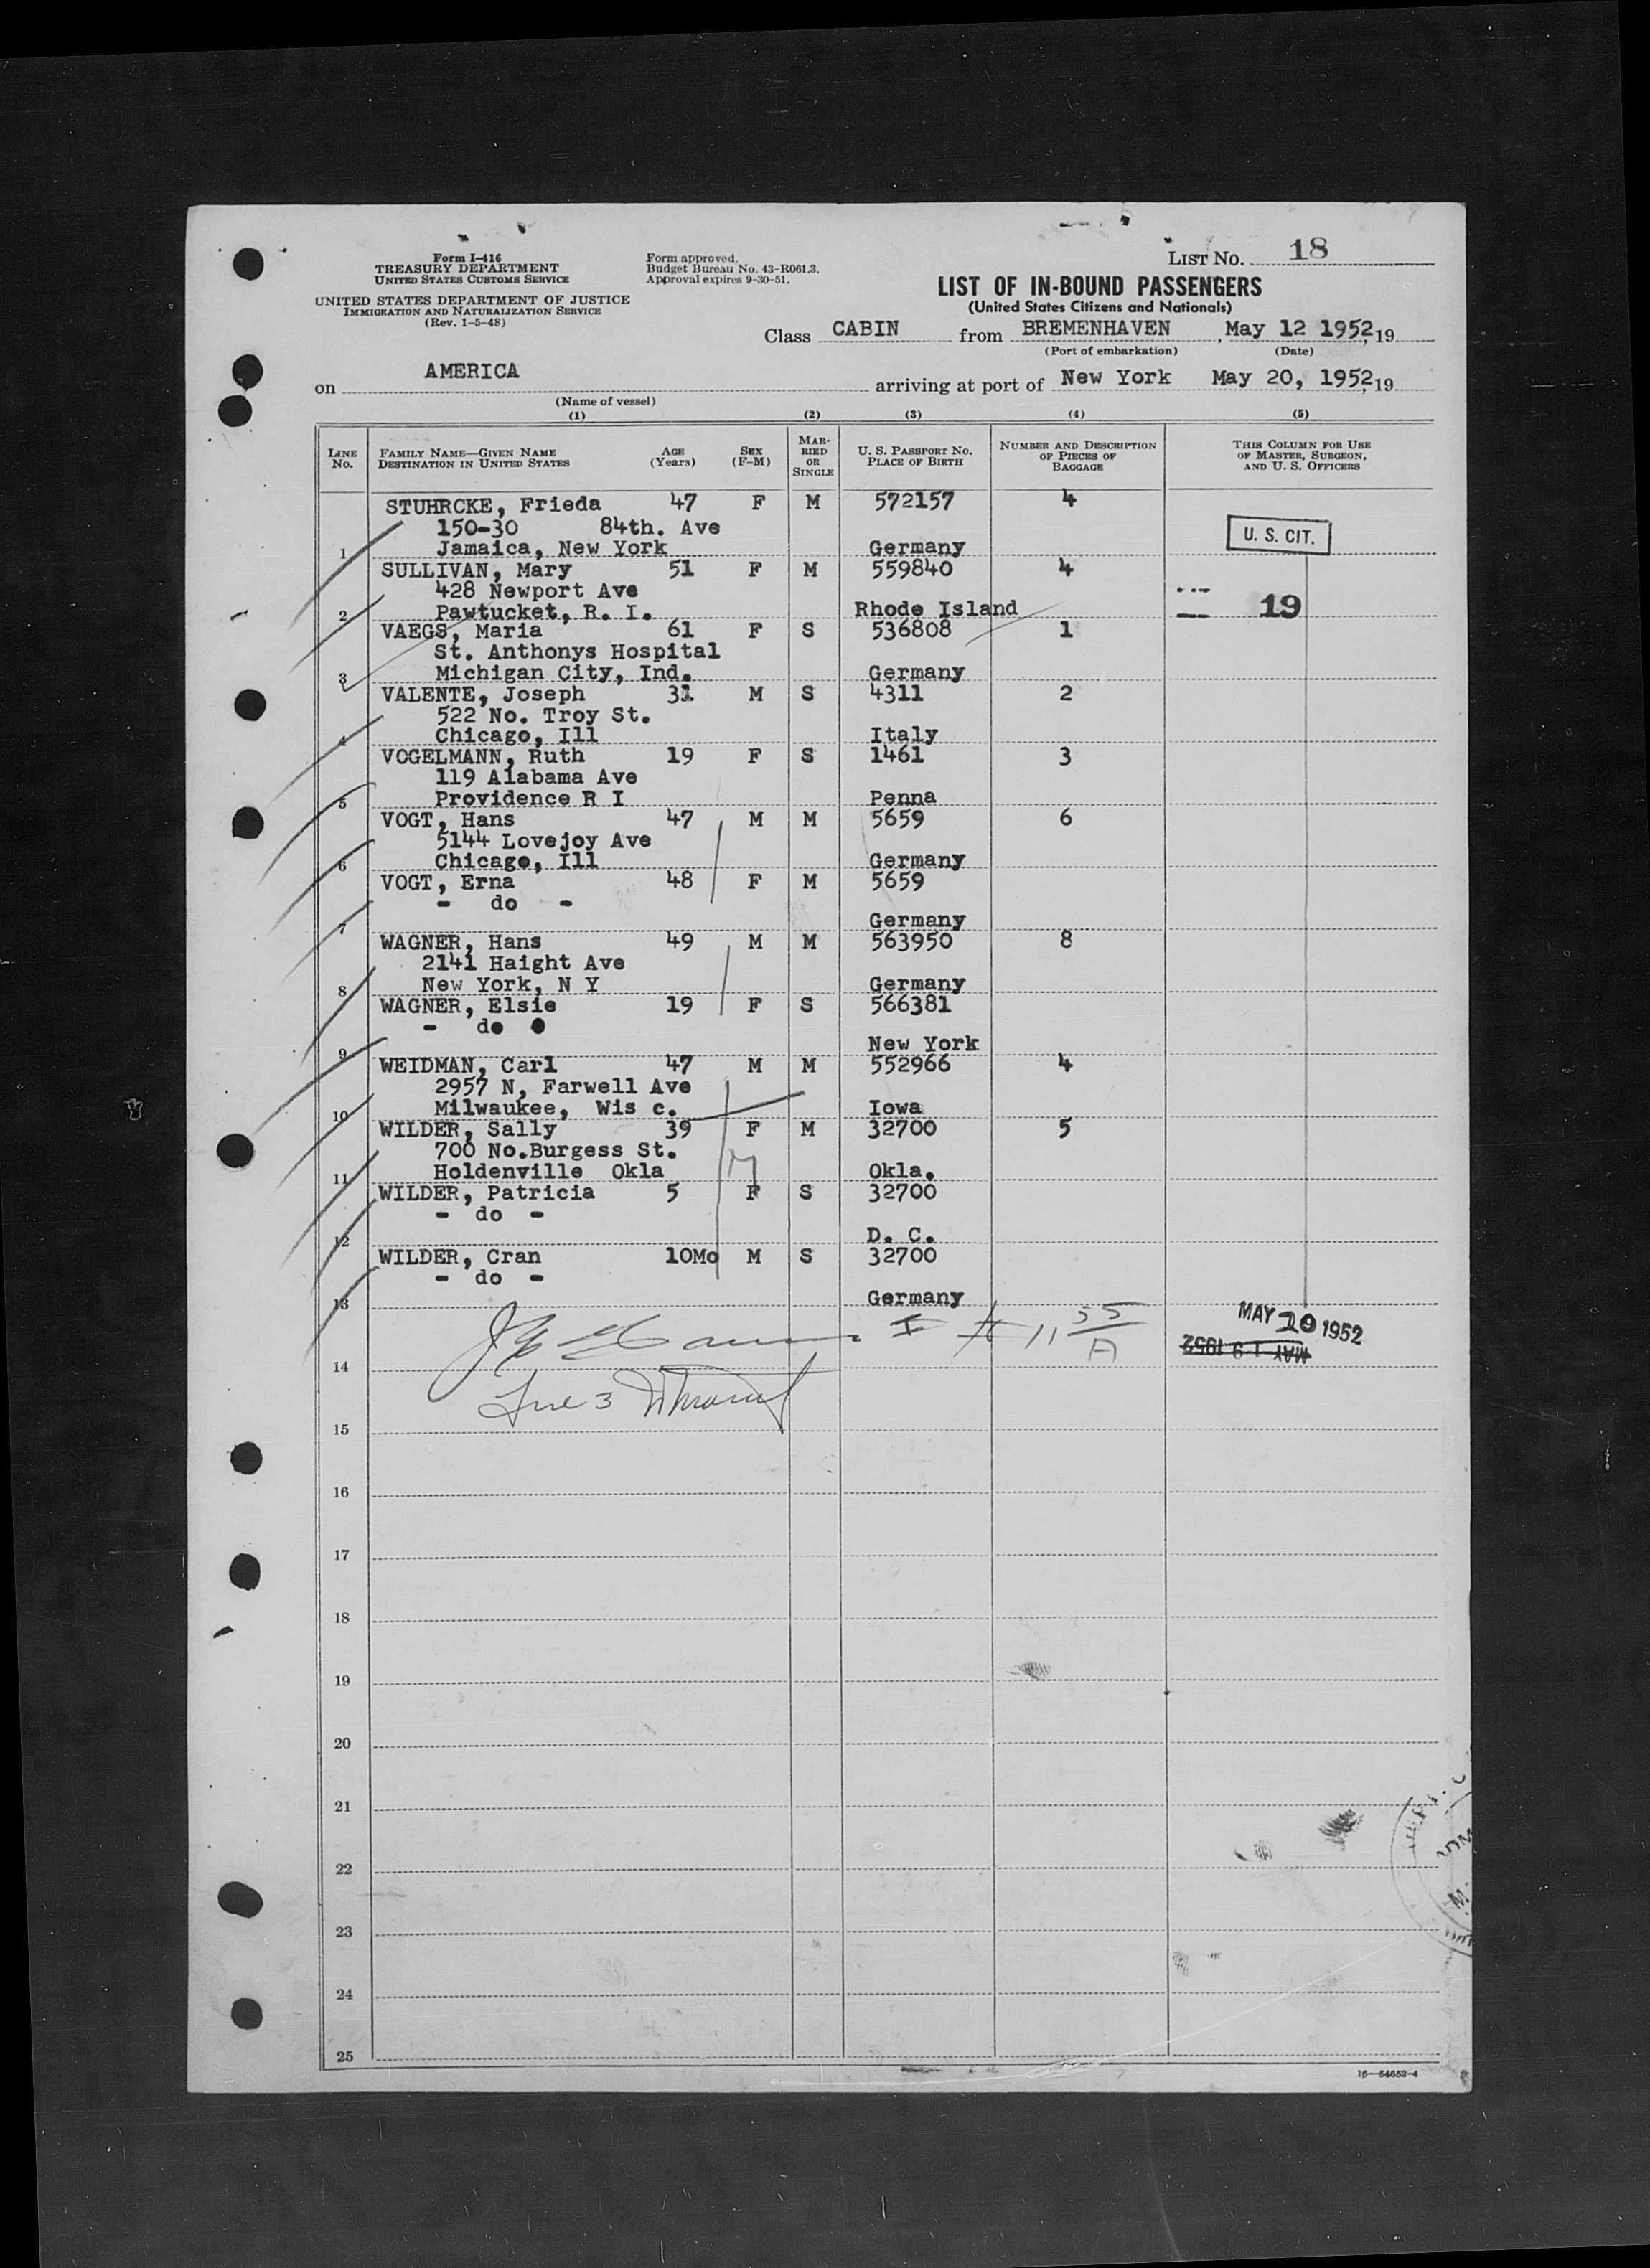 Form I-416
TREASURY DEPARTMENT
UNITED STATES CUSTOMS SERVICE
UNITED STATES DEPARTMENT OF JUSTICE
IMMIGRATION AND NATURALIZATION SERVICE
(Rev. 1-5-48)
Form approved.
Budget Bureau No. 43-R061.3.
Approval expires 9-30-51.
LIST NO. 18
LIST OF IN-BOUND PASSENGERS
(United States Citizens and Nationals)
Class CABIN from BREMENHAVEN, May 12 1952, 19
(Port of embarkation) (Date)
on AMERICA arriving at port of New York May 20, 1952, 19
(Name of vessel)
(1) (2) (3) (4) (5)
LINE NO. FAMILY NAME—GIVEN NAME DESTINATION IN UNITED STATES AGE (Years) SEX (F-M) MARRIED OR SINGLE U. S. PASSPORT NO. PLACE OF BIRTH NUMBER AND DESCRIPTION OF PIECES OF BAGGAGE THIS COLUMN FOR USE OF MASTER, SURGEON, AND U. S. OFFICERS
STUHRCKE, Frieda 47 F M 572157 4
150-30 84th. Ave
U. S. CIT.
1 Jamaica, New York Germany
SULLIVAN, Mary 51 F M 559840 4
428 Newport Ave
19
2 Pawtucket, R. I. Rhode Island
VAEGS, Maria 61 F S 536808 1
St. Anthonys Hospital
3 Michigan City, Ind. Germany
VALENTE, Joseph 31 M S 4311 2
522 No. Troy St.
4 Chicago, Ill Italy
VOGELMANN, Ruth 19 F S 1461 3
119 Alabama Ave
5 Providence R I Penna
VOGT, Hans 47 M M 5659 6
5144 Lovejoy Ave
6 Chicago, Ill Germany
VOGT, Erna 48 F M 5659
- do -
7 Germany
WAGNER, Hans 49 M M 563950 8
2141 Haight Ave
8 New York, N Y Germany
WAGNER, Elsie 19 F S 566381
- do
9 New York
WEIDMAN, Carl 47 M M 552966 4
2957 N, Farwell Ave
10 Milwaukee, Wis c. Iowa
WILDER, Sally 39 F M 32700 5
700 No.Burgess St.
11 Holdenville Okla Okla.
WILDER, Patricia 5 F S 32700
- do -
12 D. C.
WILDER, Cran 10Mo M S 32700
- do -
13 Germany
# 11 55/A
MAY 20 1952
MAY 19 1952
14
Line 3
15
16
17
18
19
20
21
22
23
24
25
16—54652-4